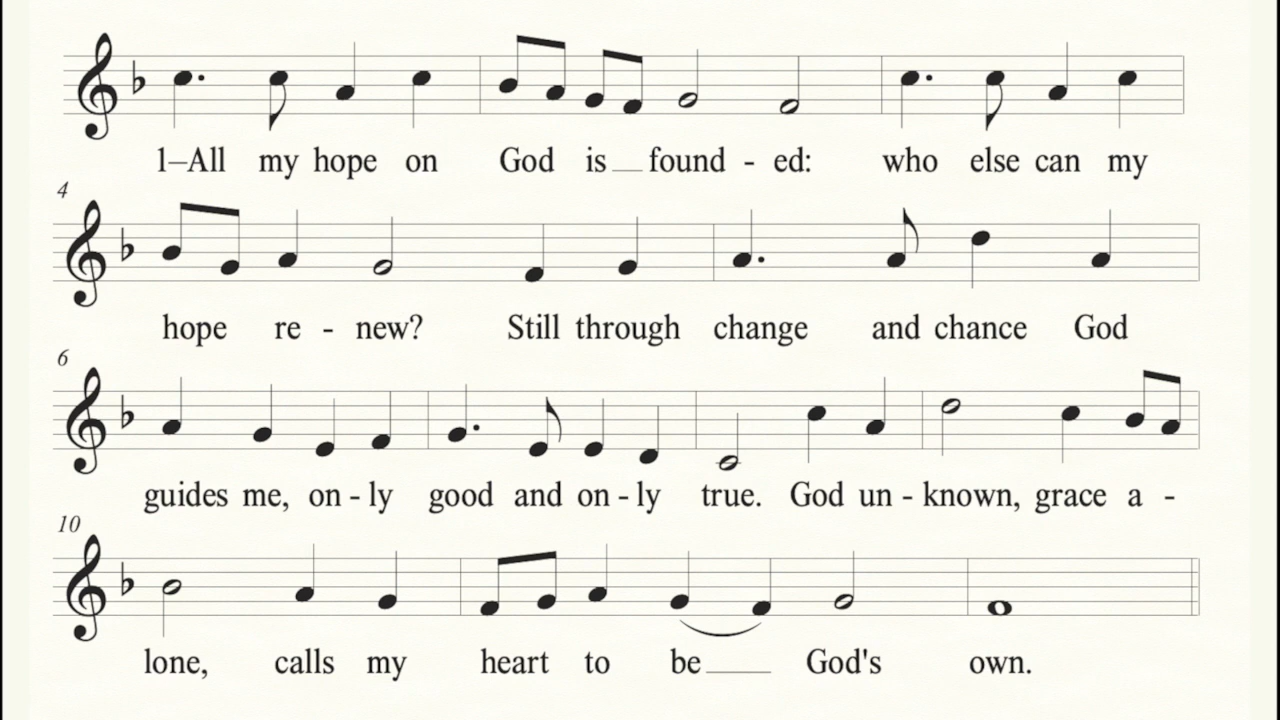 1–All my hope on God is found - ed: who else can my
4
hope re - new? Still through change and chance God
6
guides me, on - ly good and on - ly true. God un - known, grace a -
10
lone, calls my heart to be God's own.